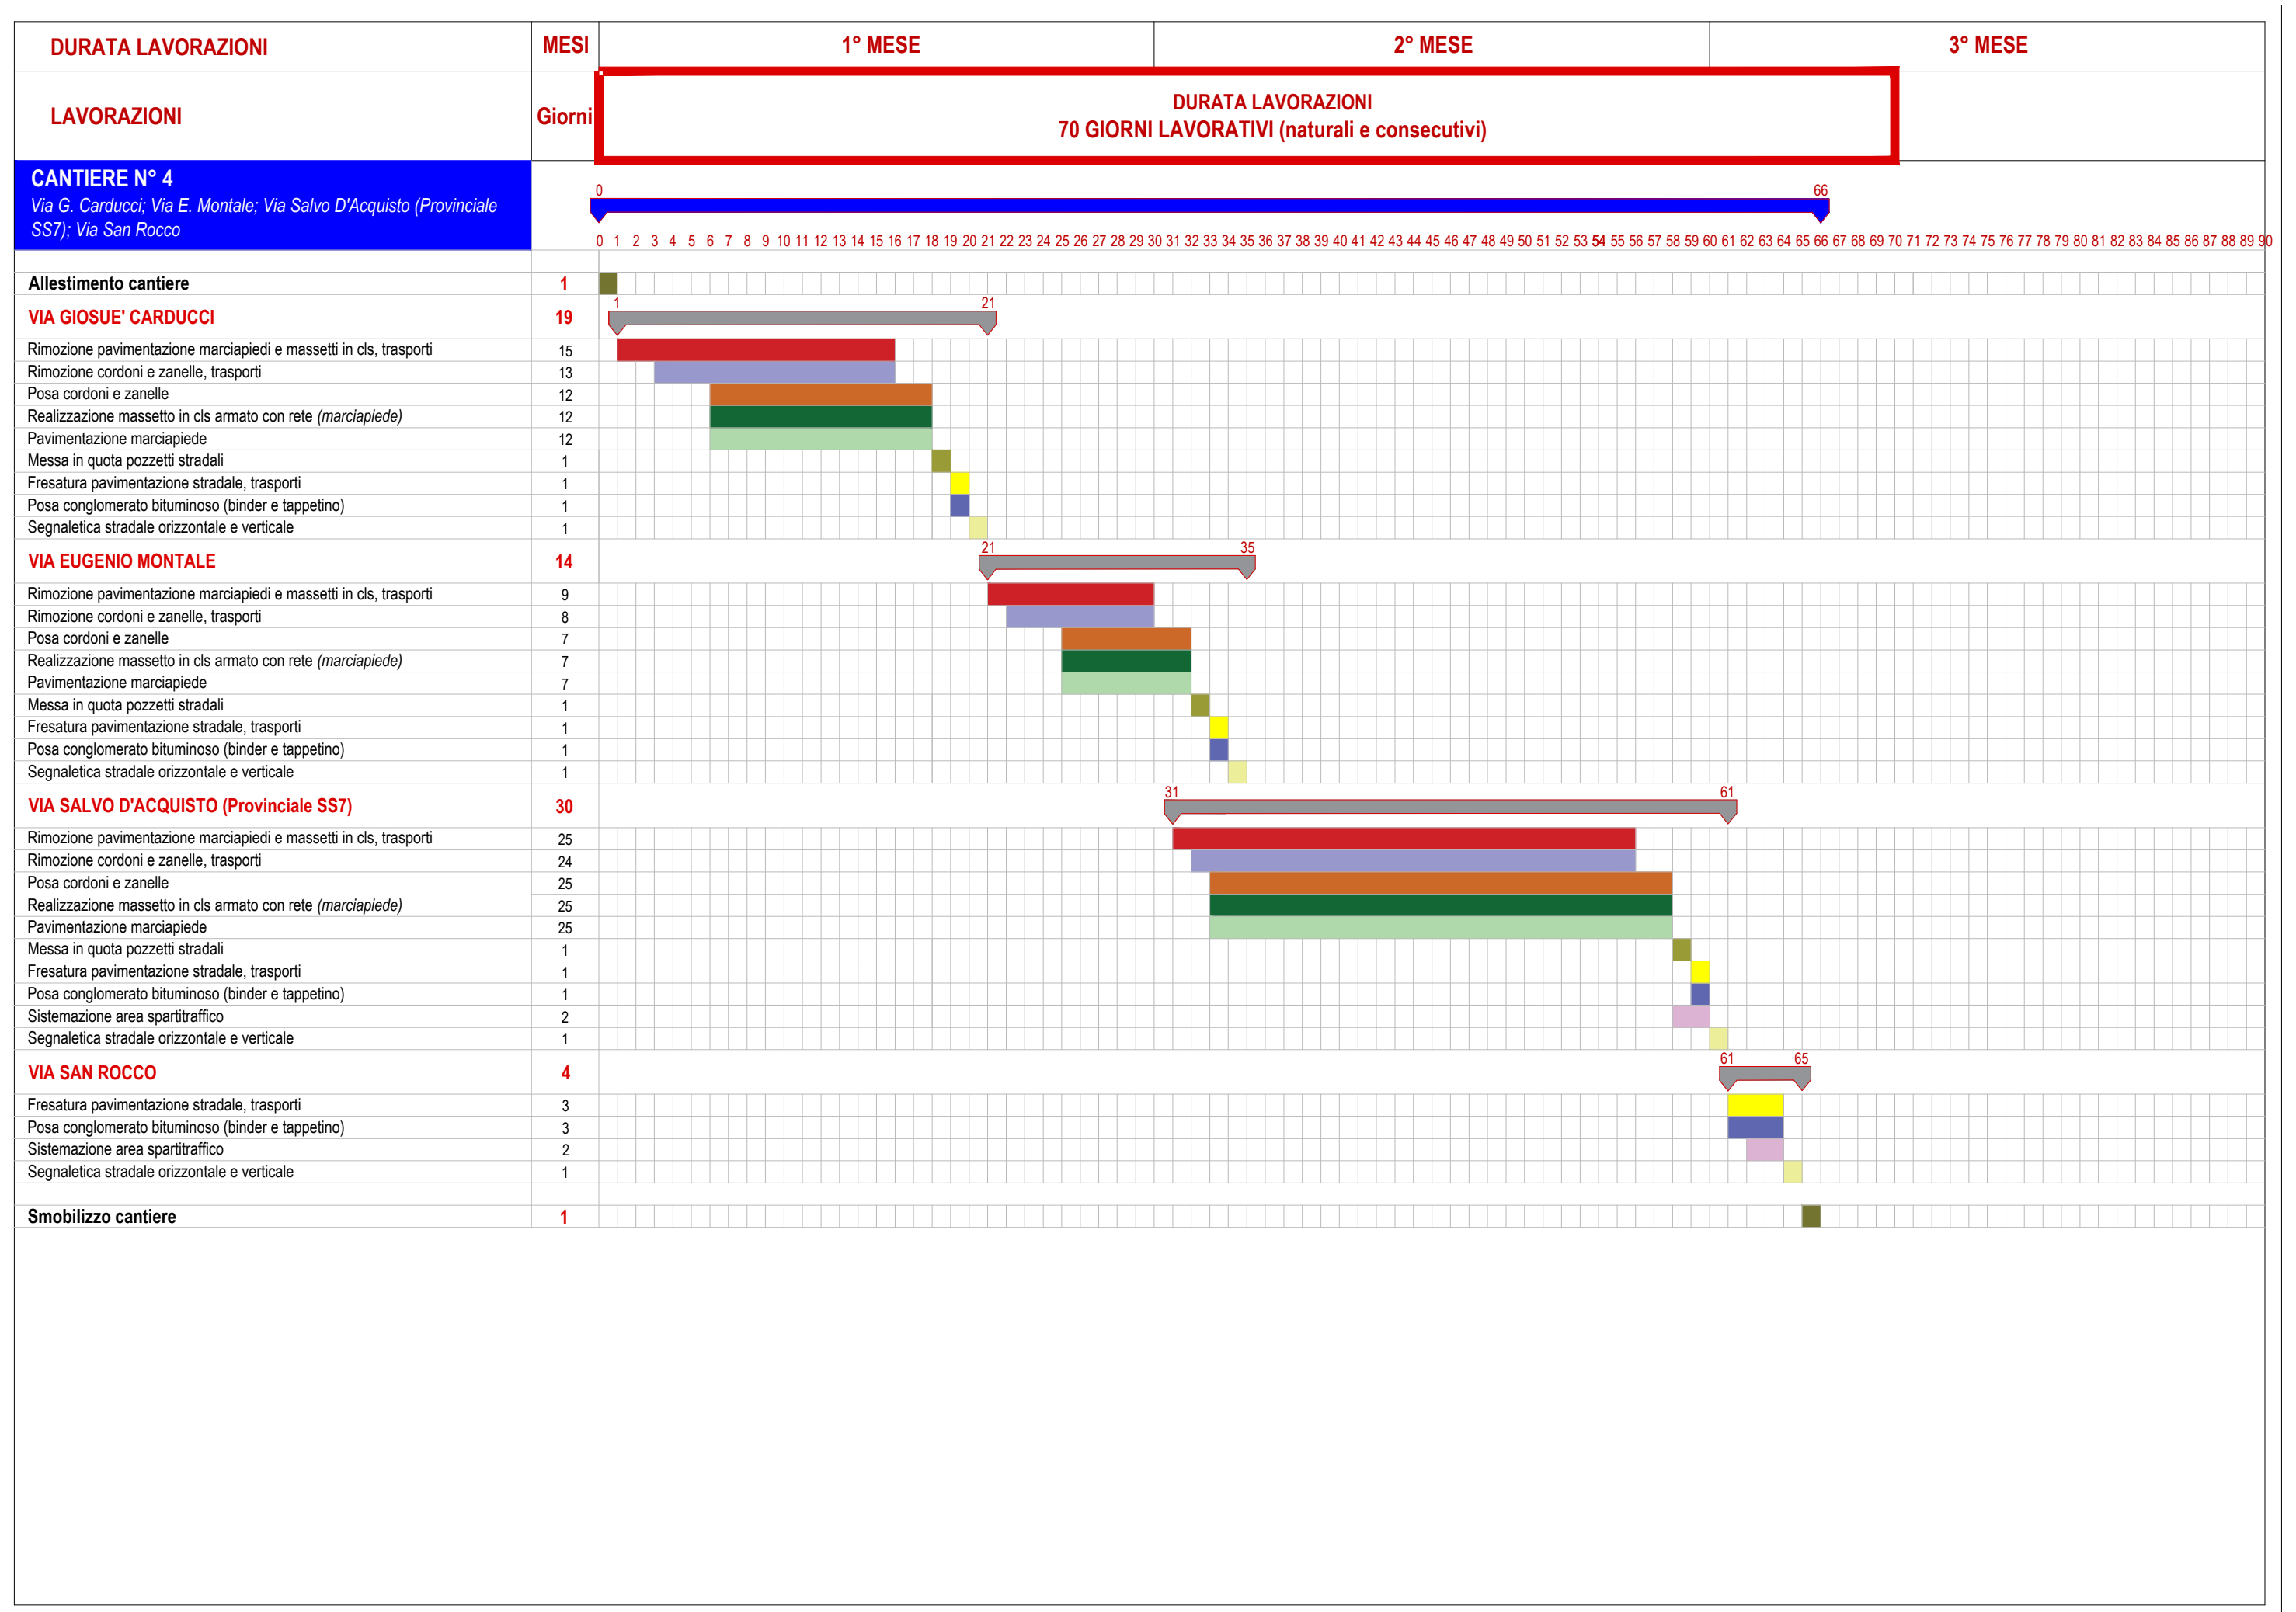 DURATA LAVORAZIONI MESI 1° MESE 2° MESE 3° MESE
LAVORAZIONI Giorni
DURATA LAVORAZIONI
70 GIORNI LAVORATIVI (naturali e consecutivi)
CANTIERE N° 4
Via G. Carducci; Via E. Montale; Via Salvo D'Acquisto (Provinciale
SS7); Via San Rocco
0 66
0 1 2 3 4 5 6 7 8 9 10 11 12 13 14 15 16 17 18 19 20 21 22 23 24 25 26 27 28 29 30 31 32 33 34 35 36 37 38 39 40 41 42 43 44 45 46 47 48 49 50 51 52 53 54 55 56 57 58 59 60 61 62 63 64 65 66 67 68 69 70 71 72 73 74 75 76 77 78 79 80 81 82 83 84 85 86 87 88 89 90
Allestimento cantiere 1
1 21
VIA GIOSUE' CARDUCCI 19
Rimozione pavimentazione marciapiedi e massetti in cls, trasporti 15
Rimozione cordoni e zanelle, trasporti 13
Posa cordoni e zanelle 12
Realizzazione massetto in cls armato con rete (marciapiede) 12
Pavimentazione marciapiede 12
Messa in quota pozzetti stradali 1
Fresatura pavimentazione stradale, trasporti 1
Posa conglomerato bituminoso (binder e tappetino) 1
Segnaletica stradale orizzontale e verticale 1
21 35
VIA EUGENIO MONTALE 14
Rimozione pavimentazione marciapiedi e massetti in cls, trasporti 9
Rimozione cordoni e zanelle, trasporti 8
Posa cordoni e zanelle 7
Realizzazione massetto in cls armato con rete (marciapiede) 7
Pavimentazione marciapiede 7
Messa in quota pozzetti stradali 1
Fresatura pavimentazione stradale, trasporti 1
Posa conglomerato bituminoso (binder e tappetino) 1
Segnaletica stradale orizzontale e verticale 1
31 61
VIA SALVO D'ACQUISTO (Provinciale SS7) 30
Rimozione pavimentazione marciapiedi e massetti in cls, trasporti 25
Rimozione cordoni e zanelle, trasporti 24
Posa cordoni e zanelle 25
Realizzazione massetto in cls armato con rete (marciapiede) 25
Pavimentazione marciapiede 25
Messa in quota pozzetti stradali 1
Fresatura pavimentazione stradale, trasporti 1
Posa conglomerato bituminoso (binder e tappetino) 1
Sistemazione area spartitraffico 2
Segnaletica stradale orizzontale e verticale 1
61 65
VIA SAN ROCCO 4
Fresatura pavimentazione stradale, trasporti 3
Posa conglomerato bituminoso (binder e tappetino) 3
Sistemazione area spartitraffico 2
Segnaletica stradale orizzontale e verticale 1
Smobilizzo cantiere 1